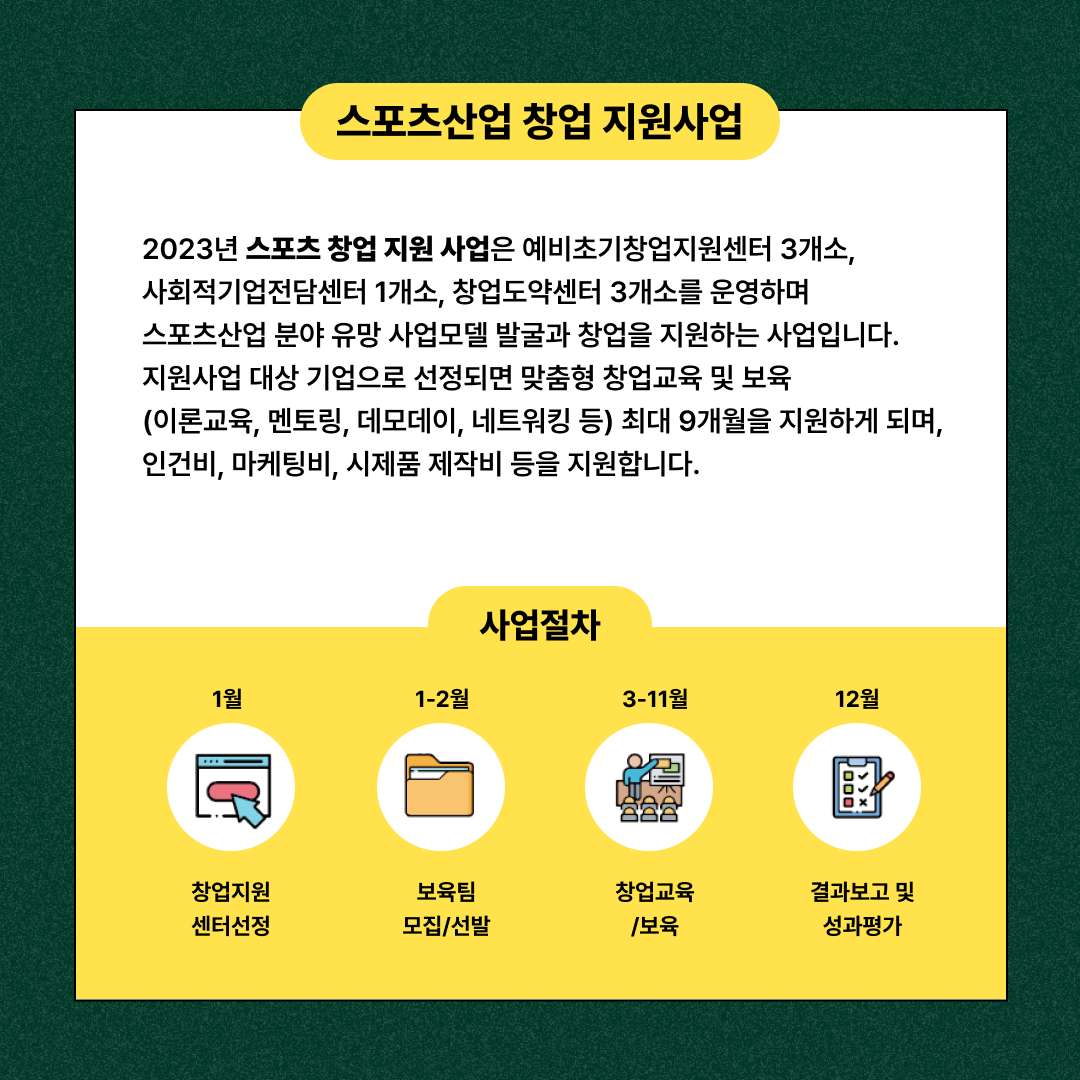 스포츠산업 창업 지원사업
2023년 스포츠 창업 지원 사업은 예비초기창업지원센터 3개소,
사회적기업전담센터 1개소, 창업도약센터 3개소를 운영하며
스포츠산업 분야 유망 사업모델 발굴과 창업을 지원하는 사업입니다.
지원사업 대상 기업으로 선정되면 맞춤형 창업교육 및 보육
(이론교육, 멘토링, 데모데이, 네트워킹 등) 최대 9개월을 지원하게 되며,
인건비, 마케팅비, 시제품 제작비 등을 지원합니다.
사업절차
1월
창업지원
센터선정
1-2월
보육팀
모집/선발
3-11월
창업교육
/보육
12월
결과보고 및
성과평가